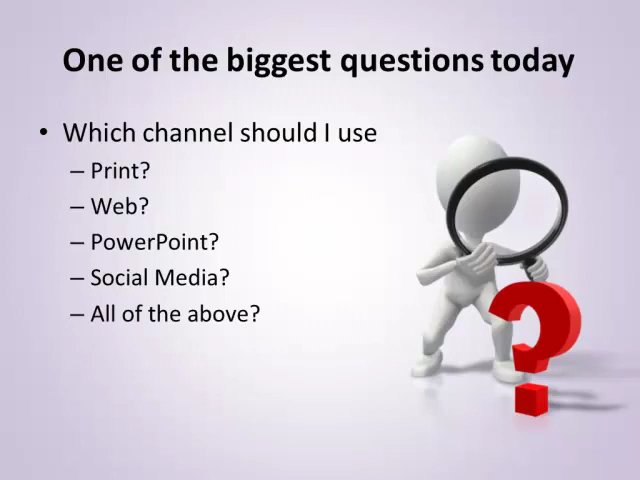 One of the biggest questions today
• Which channel should I use
– Print?
– Web?
– PowerPoint?
– Social Media?
– All of the above?
?